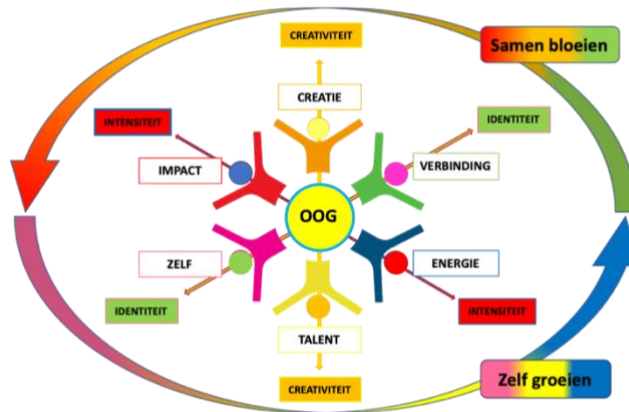 CREATIVITEIT
Samen bloeien
CREATIE
INTENSITEIT
IDENTITEIT
IMPACT
VERBINDING
OOG
ZELF
ENERGIE
IDENTITEIT
INTENSITEIT
TALENT
Zelf groeien
CREATIVITEIT